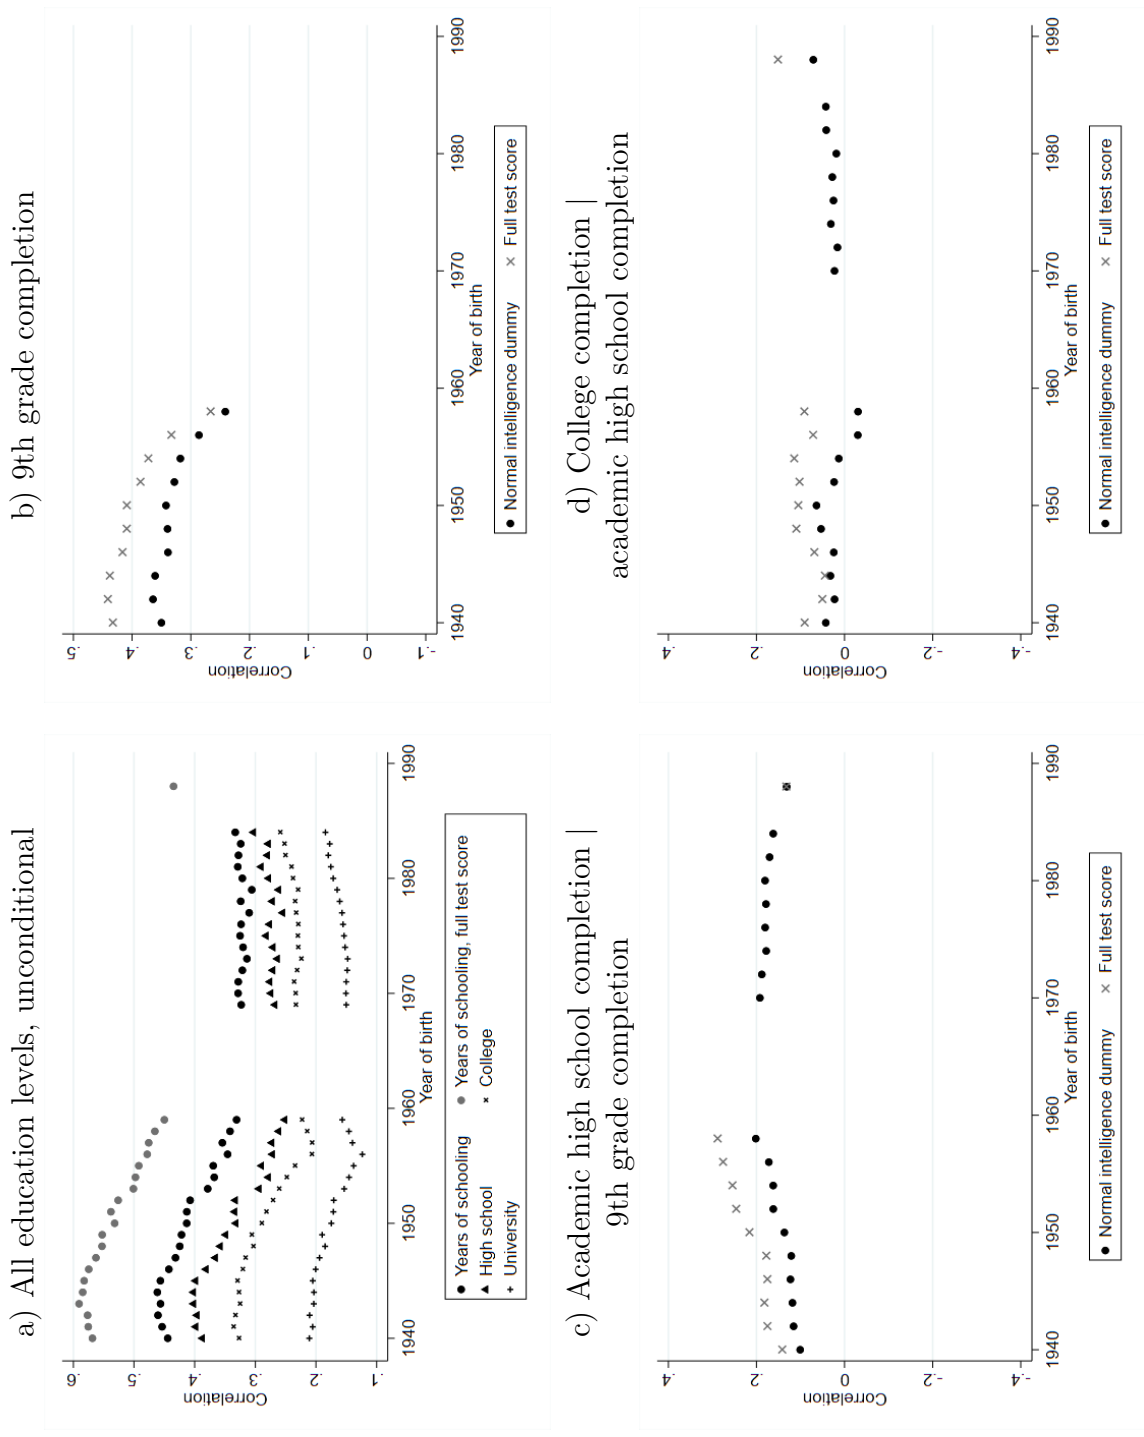 a) All education levels, unconditional
Correlation
.1 .2 .3 .4 .5 .6
1940 1950 1960 1970 1980 1990
Year of birth
Years of schooling Years of schooling, full test score
High school College
University
b) 9th grade completion
Correlation
-.1 0 .1 .2 .3 .4 .5
1940 1950 1960 1970 1980 1990
Year of birth
Normal intelligence dummy Full test score
c) Academic high school completion |
9th grade completion
Correlation
-.4 -.2 0 .2 .4
1940 1950 1960 1970 1980 1990
Year of birth
Normal intelligence dummy Full test score
d) College completion |
academic high school completion
Correlation
-.4 -.2 0 .2 .4
1940 1950 1960 1970 1980 1990
Year of birth
Normal intelligence dummy Full test score